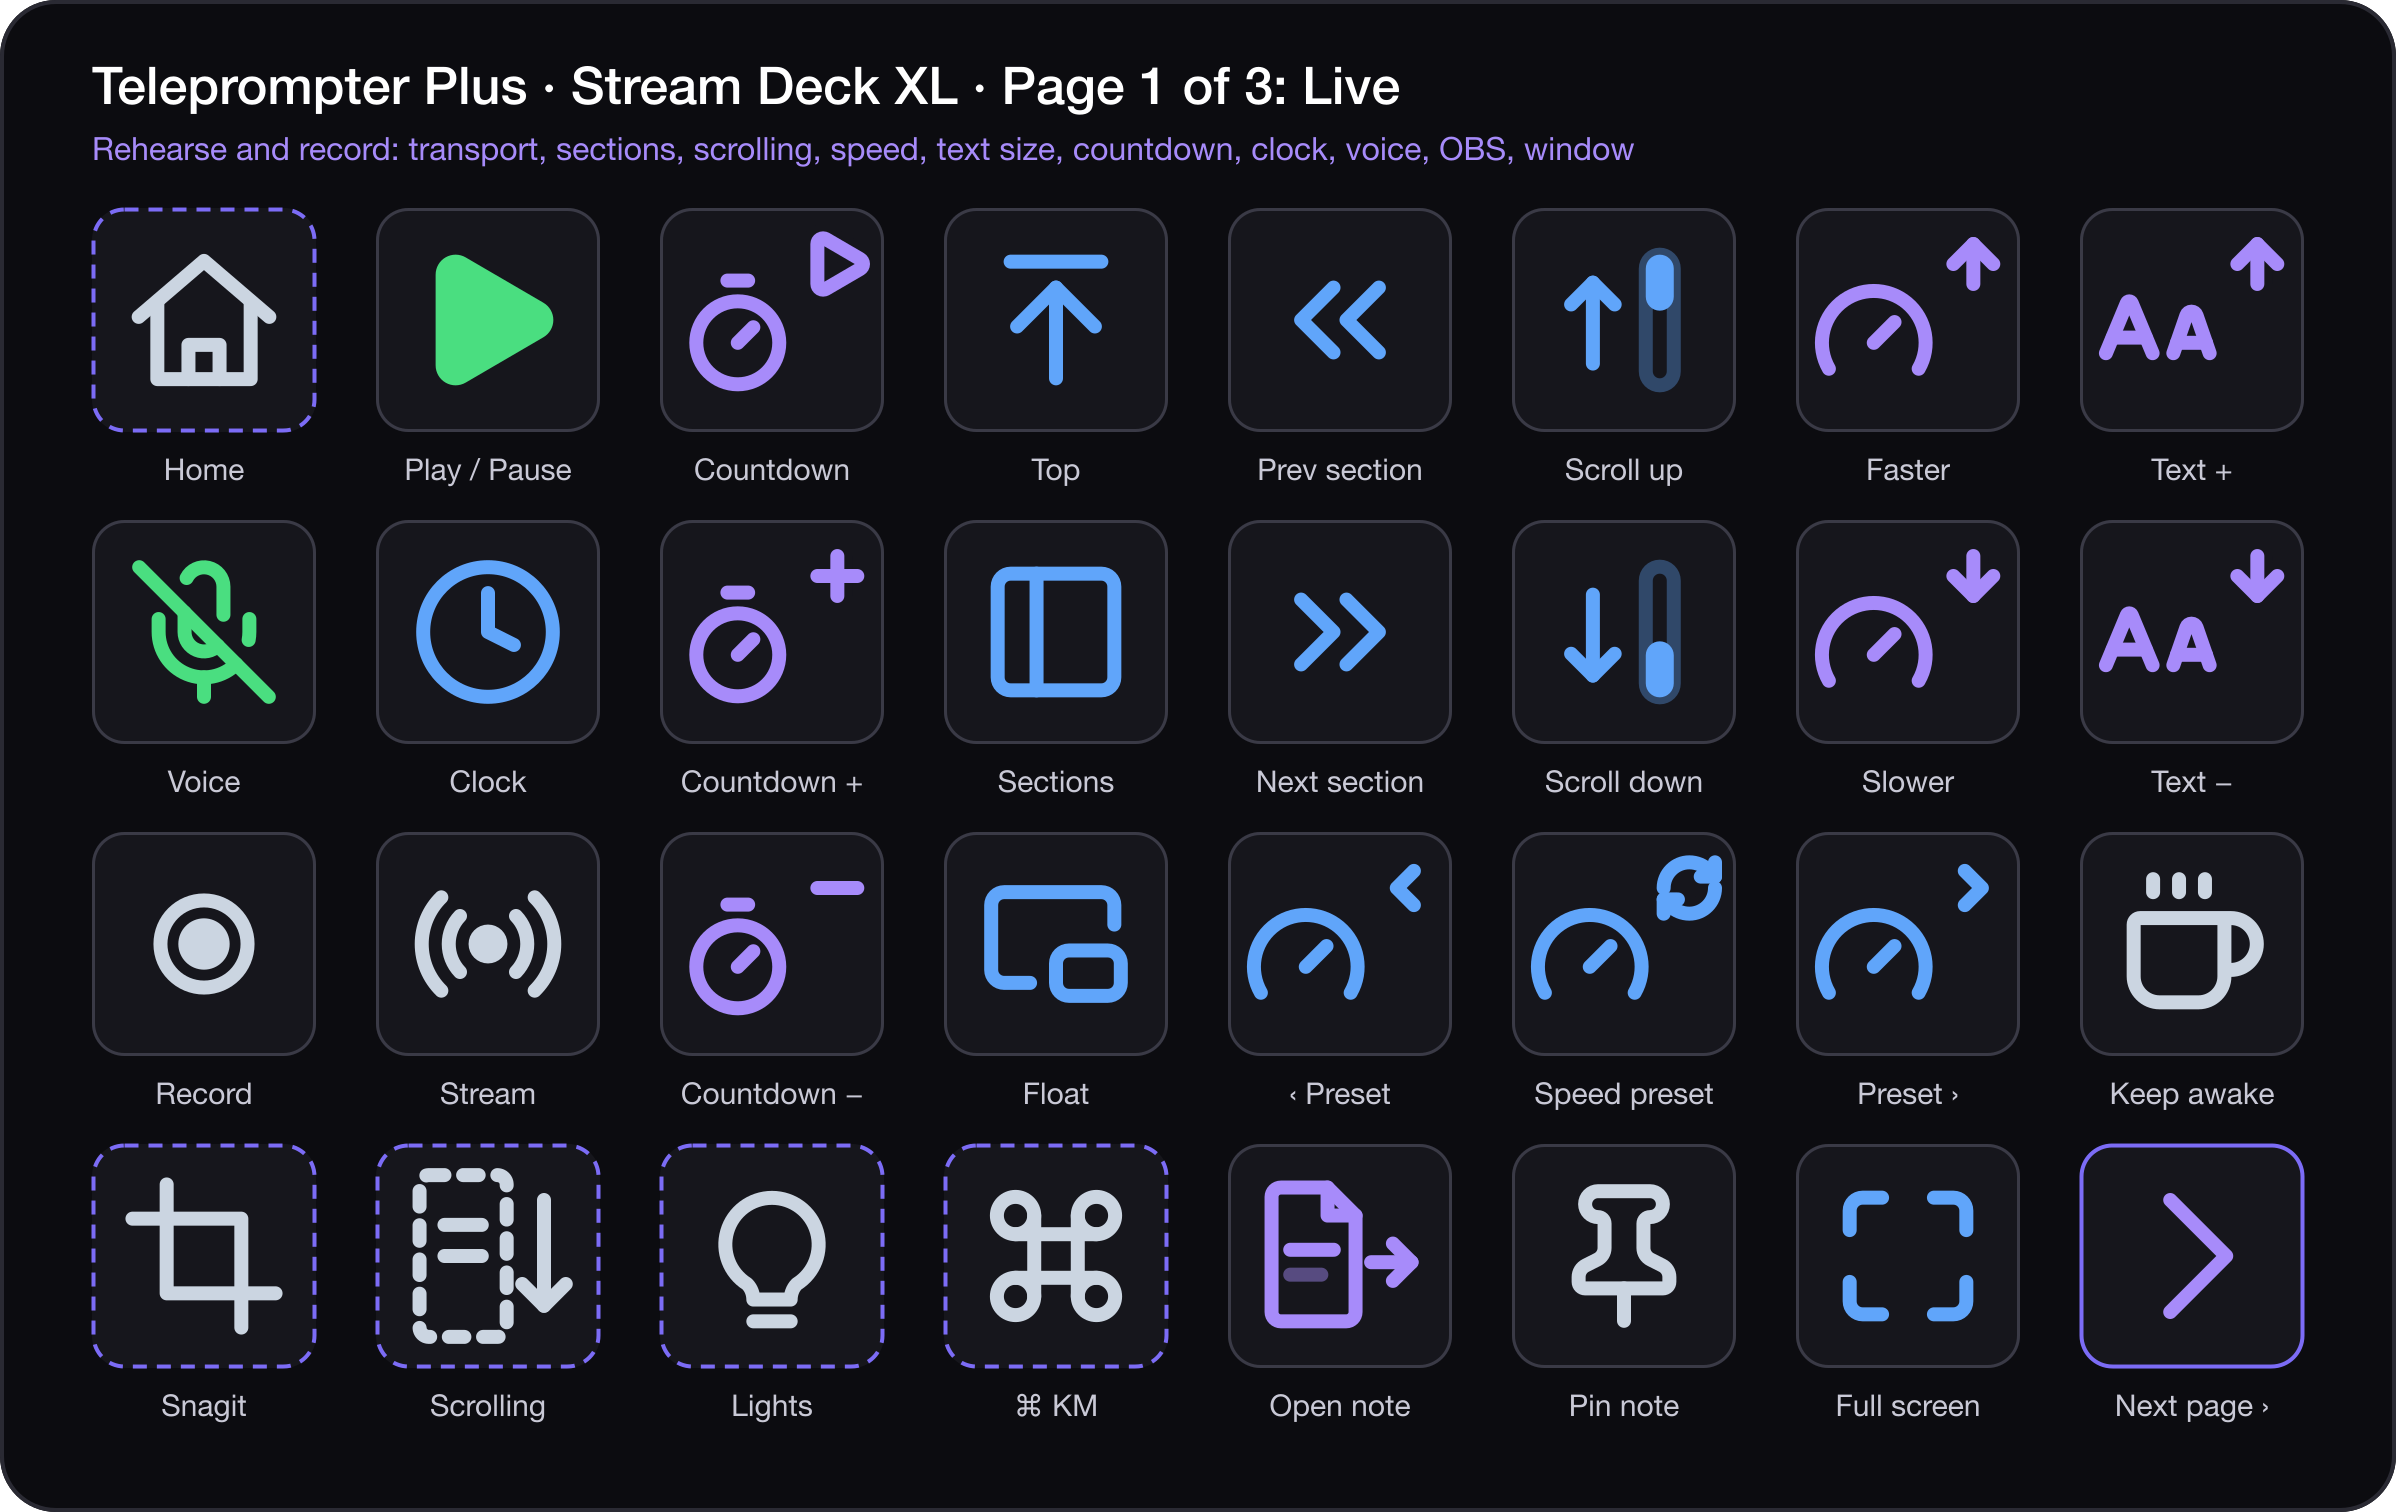 Teleprompter Plus · Stream Deck XL · Page 1 of 3: Live
Rehearse and record: transport, sections, scrolling, speed, text size, countdown, clock, voice, OBS, window
Home
Play / Pause
Countdown
Top
Prev section
Scroll up
Faster
Text +
Voice
Clock
Countdown +
Sections
Next section
Scroll down
Slower
Text –
Record
Stream
Countdown –
Float
‹ Preset
Speed preset
Preset ›
Keep awake
Snagit
Scrolling
Lights
⌘ KM
Open note
Pin note
Full screen
Next page ›